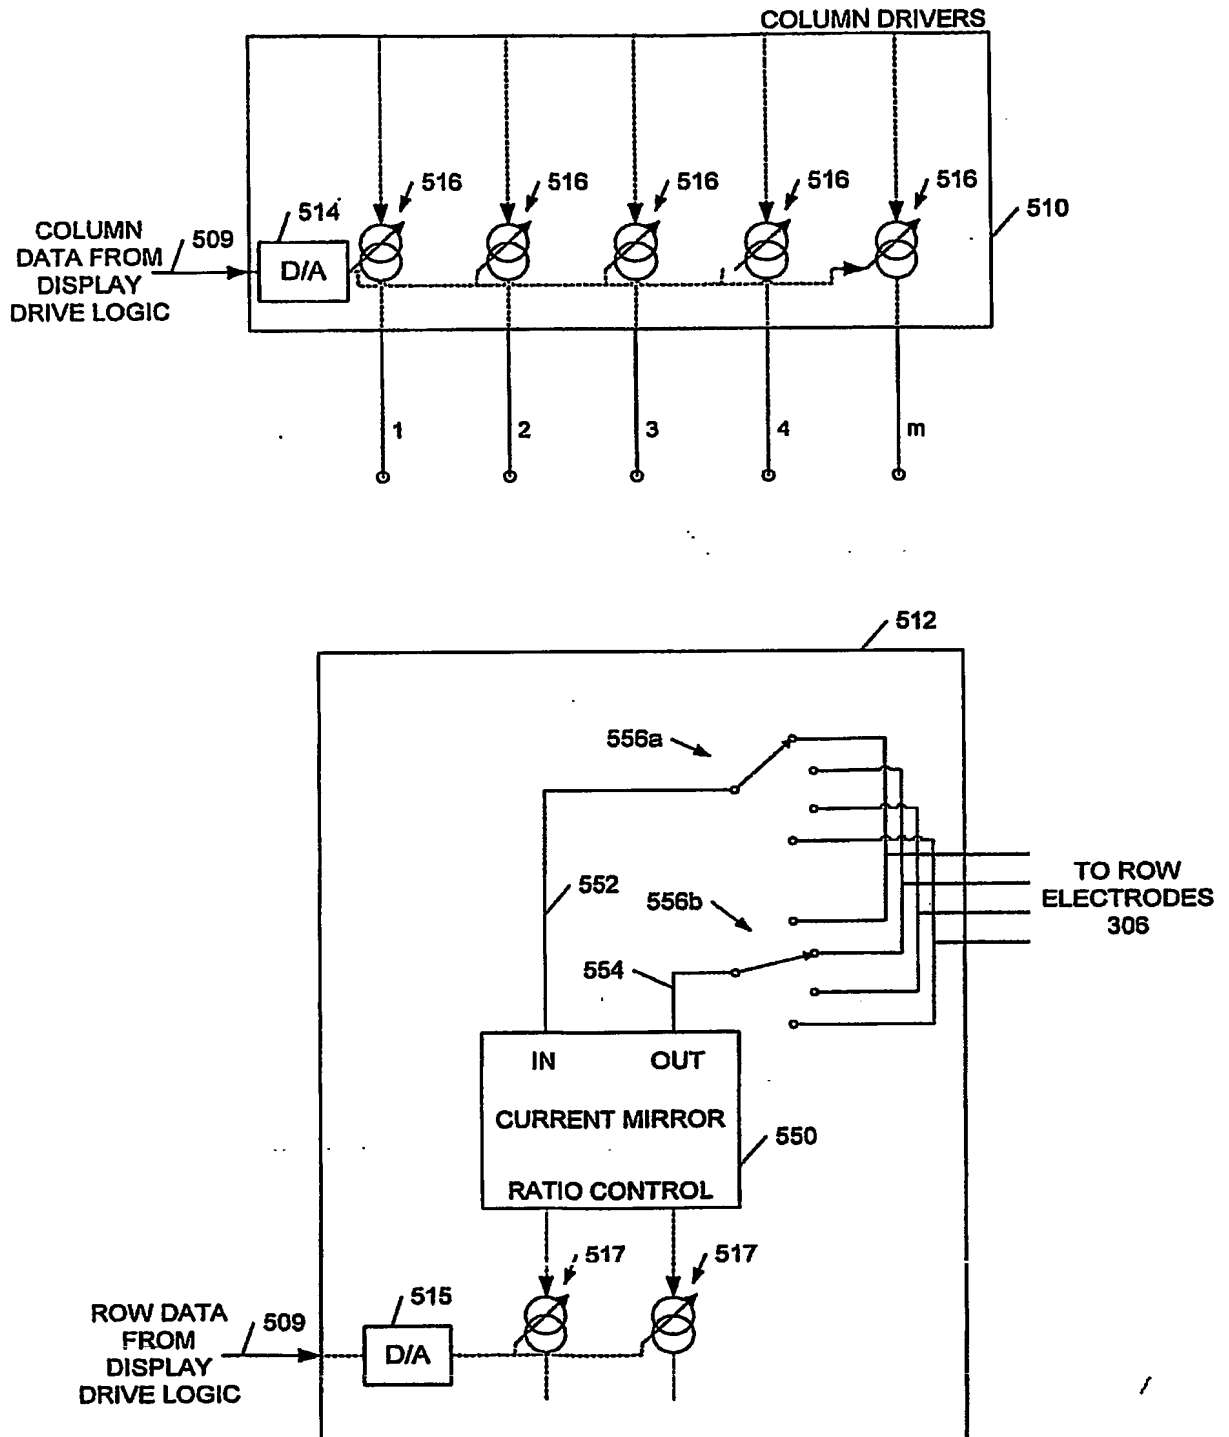 COLUMN DRIVERS
516
516
516
516
516
510
514
COLUMN
DATA FROM
DISPLAY
DRIVE LOGIC
509
D/A
1
2
3
4
m
512
556a
552
556b
554
TO ROW
ELECTRODES
306
IN
OUT
CURRENT MIRROR
550
RATIO CONTROL
517
517
515
ROW DATA
FROM
DISPLAY
DRIVE LOGIC
509
D/A